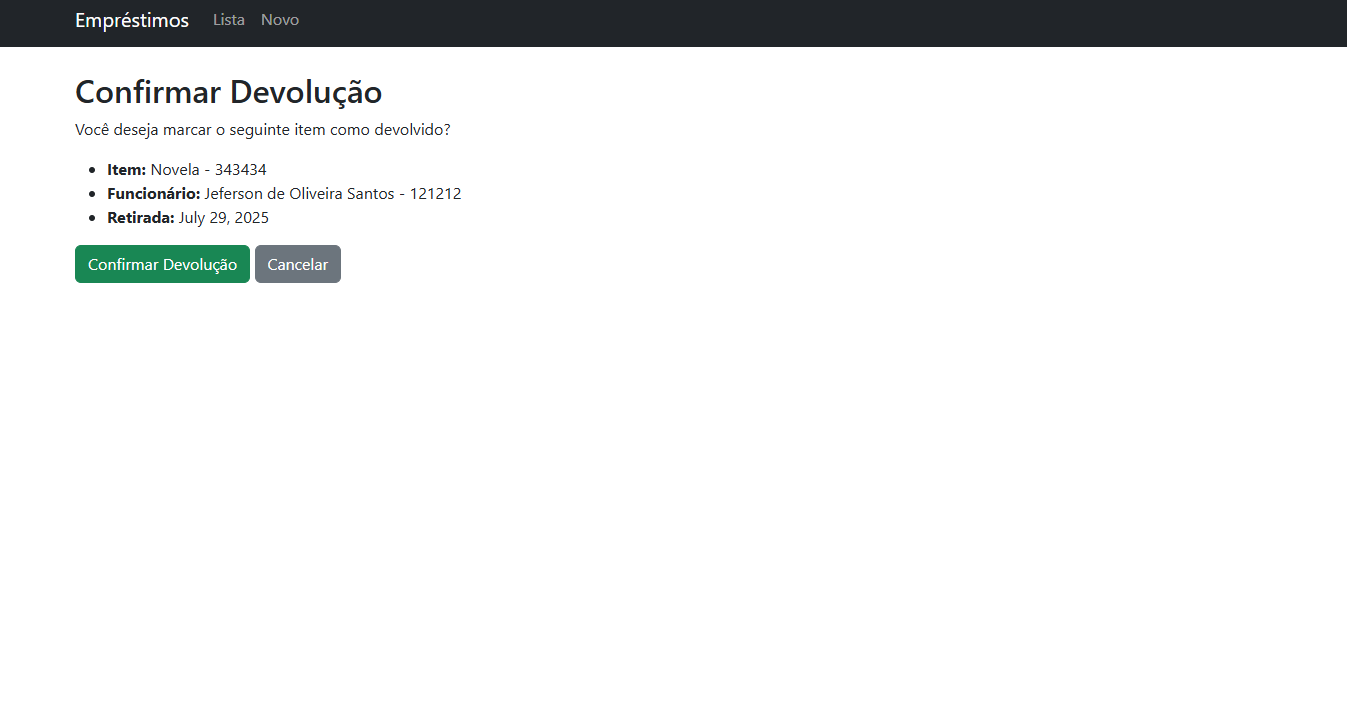 Empréstimos Lista Novo
Confirmar Devolução
Você deseja marcar o seguinte item como devolvido?
Item: Novela - 343434
Funcionário: Jeferson de Oliveira Santos - 121212
Retirada: July 29, 2025
Confirmar Devolução Cancelar